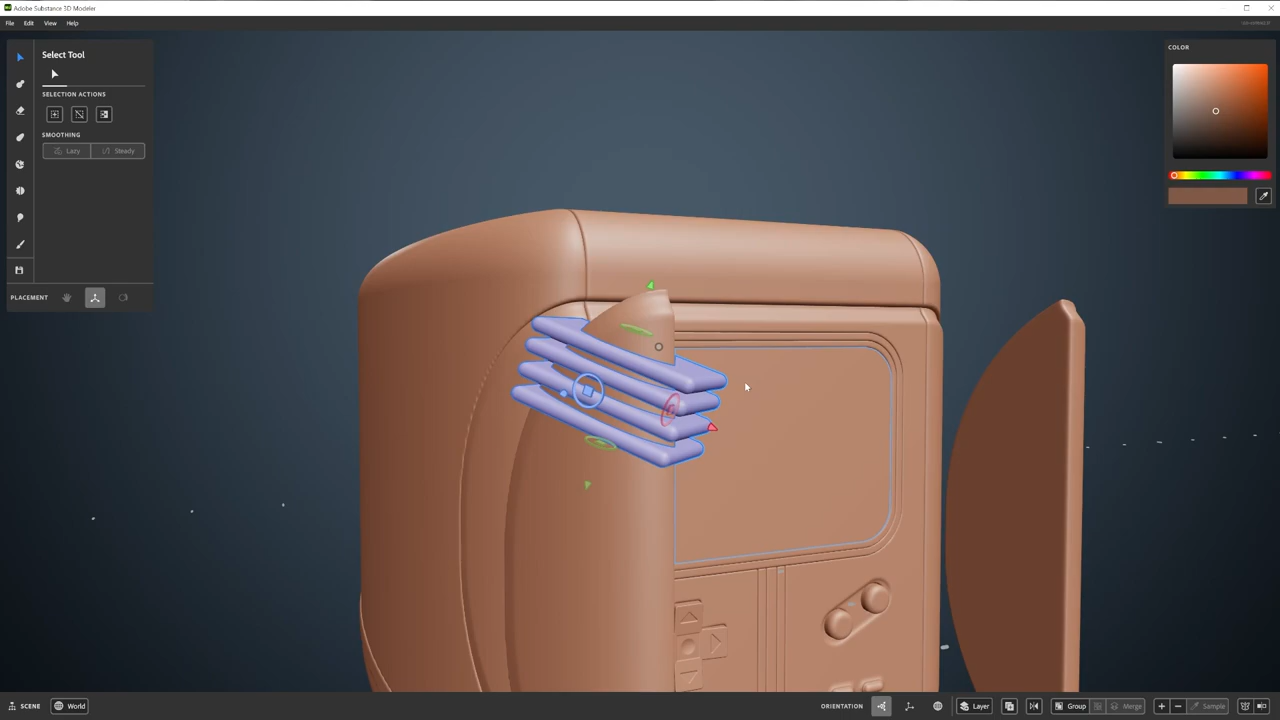 Adobe Substance 3D Modeler
File Edit View Help
Select Tool
SELECTION ACTIONS
SMOOTHING
Lazy Steady
PLACEMENT
COLOR
SCENE World
ORIENTATION Layer Group Merge Sample